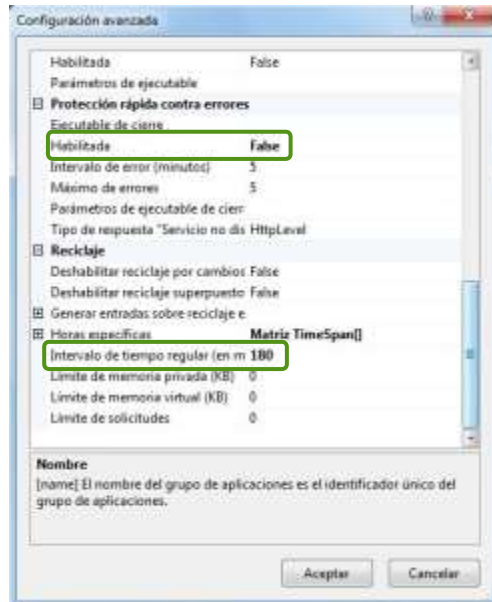 Configuración avanzada
Habilitada False
Parámetros de ejecutable
Protección rápida contra errores
Ejecutable de cierre
Habilitada False
Intervalo de error (minutos) 5
Máximo de errores 5
Parámetros de ejecutable de cierr
Tipo de respuesta "Servicio no dis HttpLevel
Reciclaje
Deshabilitar reciclaje por cambios False
Deshabilitar reciclaje superpuesto False
Generar entradas sobre reciclaje e
Horas específicas Matriz TimeSpan[]
Intervalo de tiempo regular (en m 180
Límite de memoria privada (KB) 0
Límite de memoria virtual (KB) 0
Límite de solicitudes 0
Nombre
[name] El nombre del grupo de aplicaciones es el identificador único del
grupo de aplicaciones.
Aceptar Cancelar